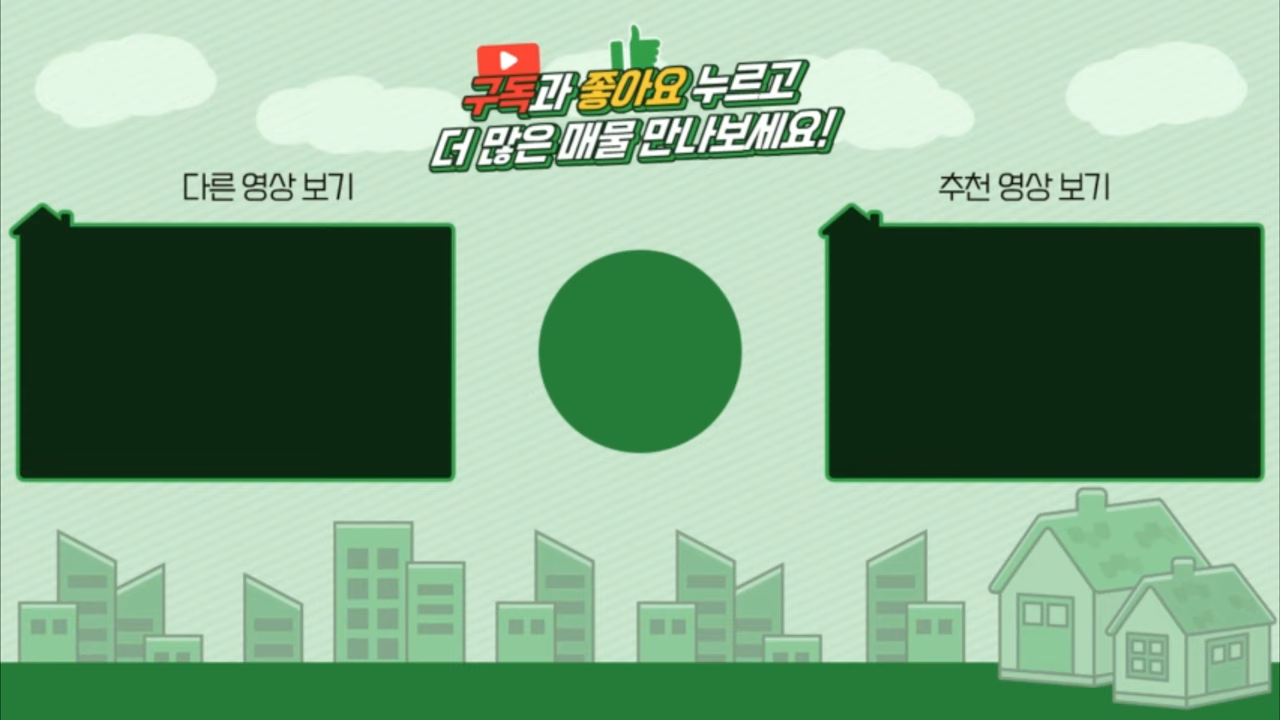 구독과 좋아요 누르고
더 많은 매물 만나보세요!
다른 영상 보기
추천 영상 보기